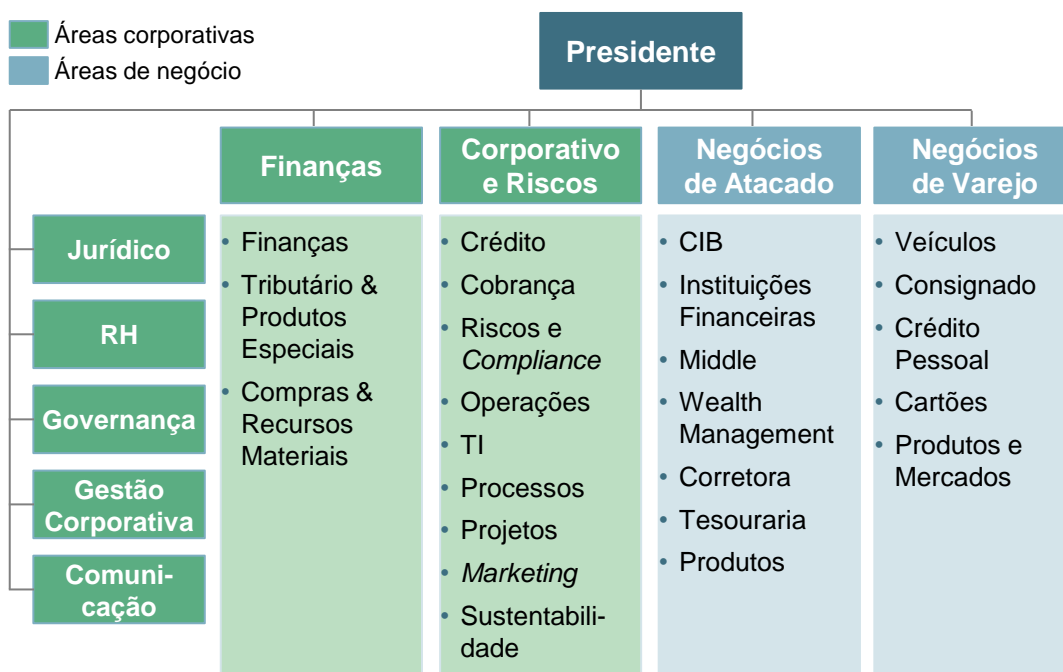 Áreas corporativas
Áreas de negócio
Presidente
Finanças
Corporativo
e Riscos
Negócios
de Atacado
Negócios
de Varejo
Jurídico
RH
Governança
Gestão
Corporativa
Comuni-
cação
• Finanças
• Tributário &
Produtos
Especiais
• Compras &
Recursos
Materiais
• Crédito
• Cobrança
• Riscos e
Compliance
• Operações
• TI
• Processos
• Projetos
• Marketing
• Sustentabili-
dade
• CIB
• Instituições
Financeiras
• Middle
• Wealth
Management
• Corretora
• Tesouraria
• Produtos
• Veículos
• Consignado
• Crédito
Pessoal
• Cartões
• Produtos e
Mercados